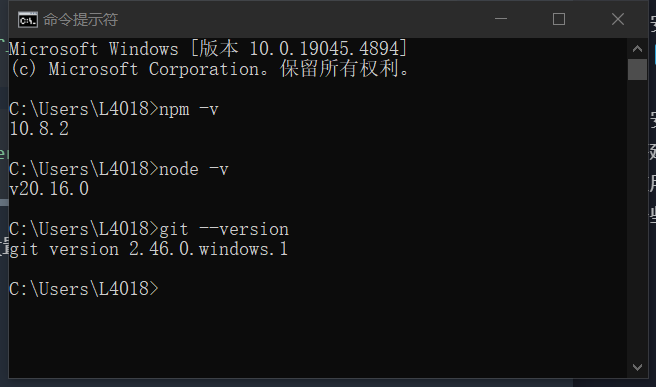 命令提示符
Microsoft Windows [版本 10.0.19045.4894]
(c) Microsoft Corporation。保留所有权利。
C:\Users\L4018>npm -v
10.8.2
C:\Users\L4018>node -v
v20.16.0
C:\Users\L4018>git --version
git version 2.46.0.windows.1
C:\Users\L4018>